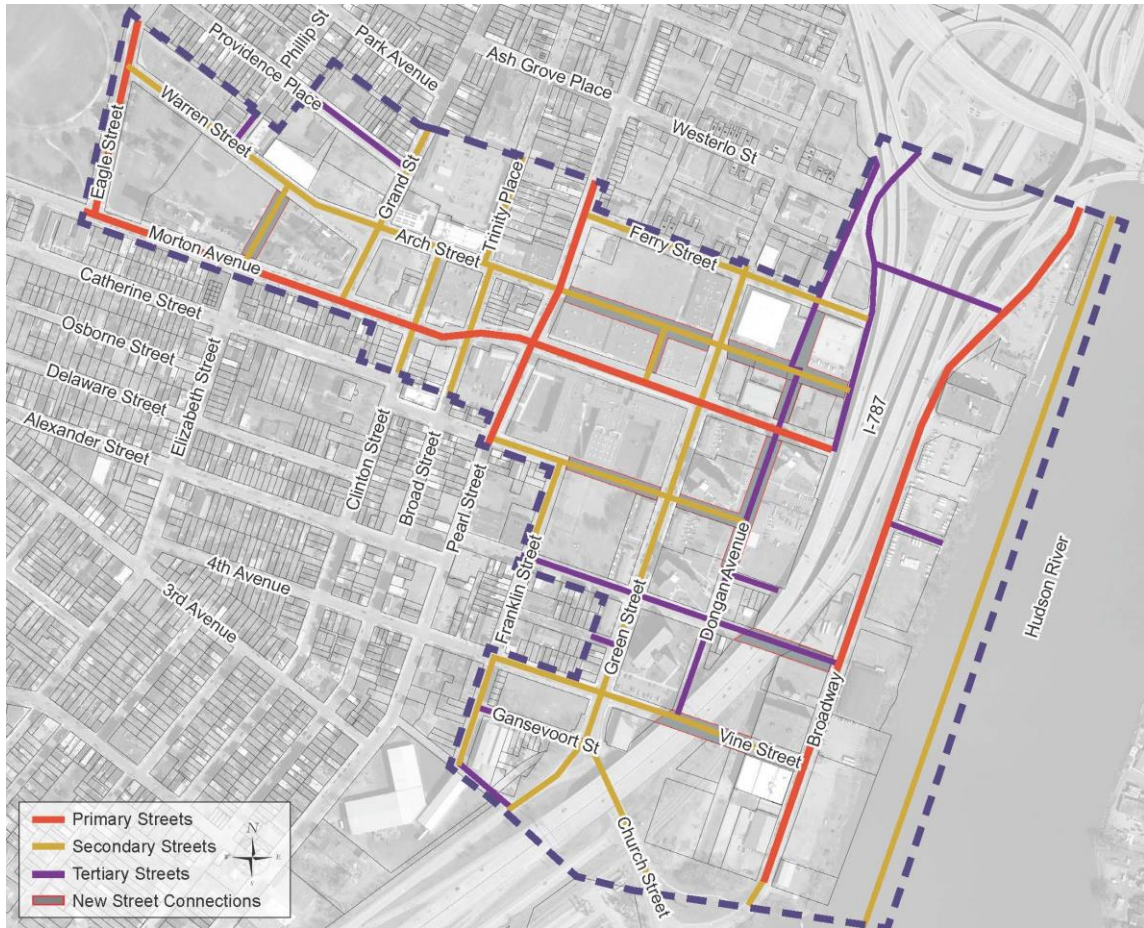 Phillip St
Park Avenue
Providence Place
Ash Grove Place
Warren Street
Westerlo St
Eagle Street
Grand St
Trinity Place
Arch Street
Ferry Street
Morton Avenue
Catherine Street
Osborne Street
Delaware Street
Alexander Street
Elizabeth Street
Clinton Street
Broad Street
Pearl Street
I-787
Hudson River
4th Avenue
3rd Avenue
Franklin Street
Green Street
Dongan Avenue
Broadway
Gansevoort St
Vine Street
Church Street
Primary Streets
Secondary Streets
Tertiary Streets
New Street Connections
N
W
E
S